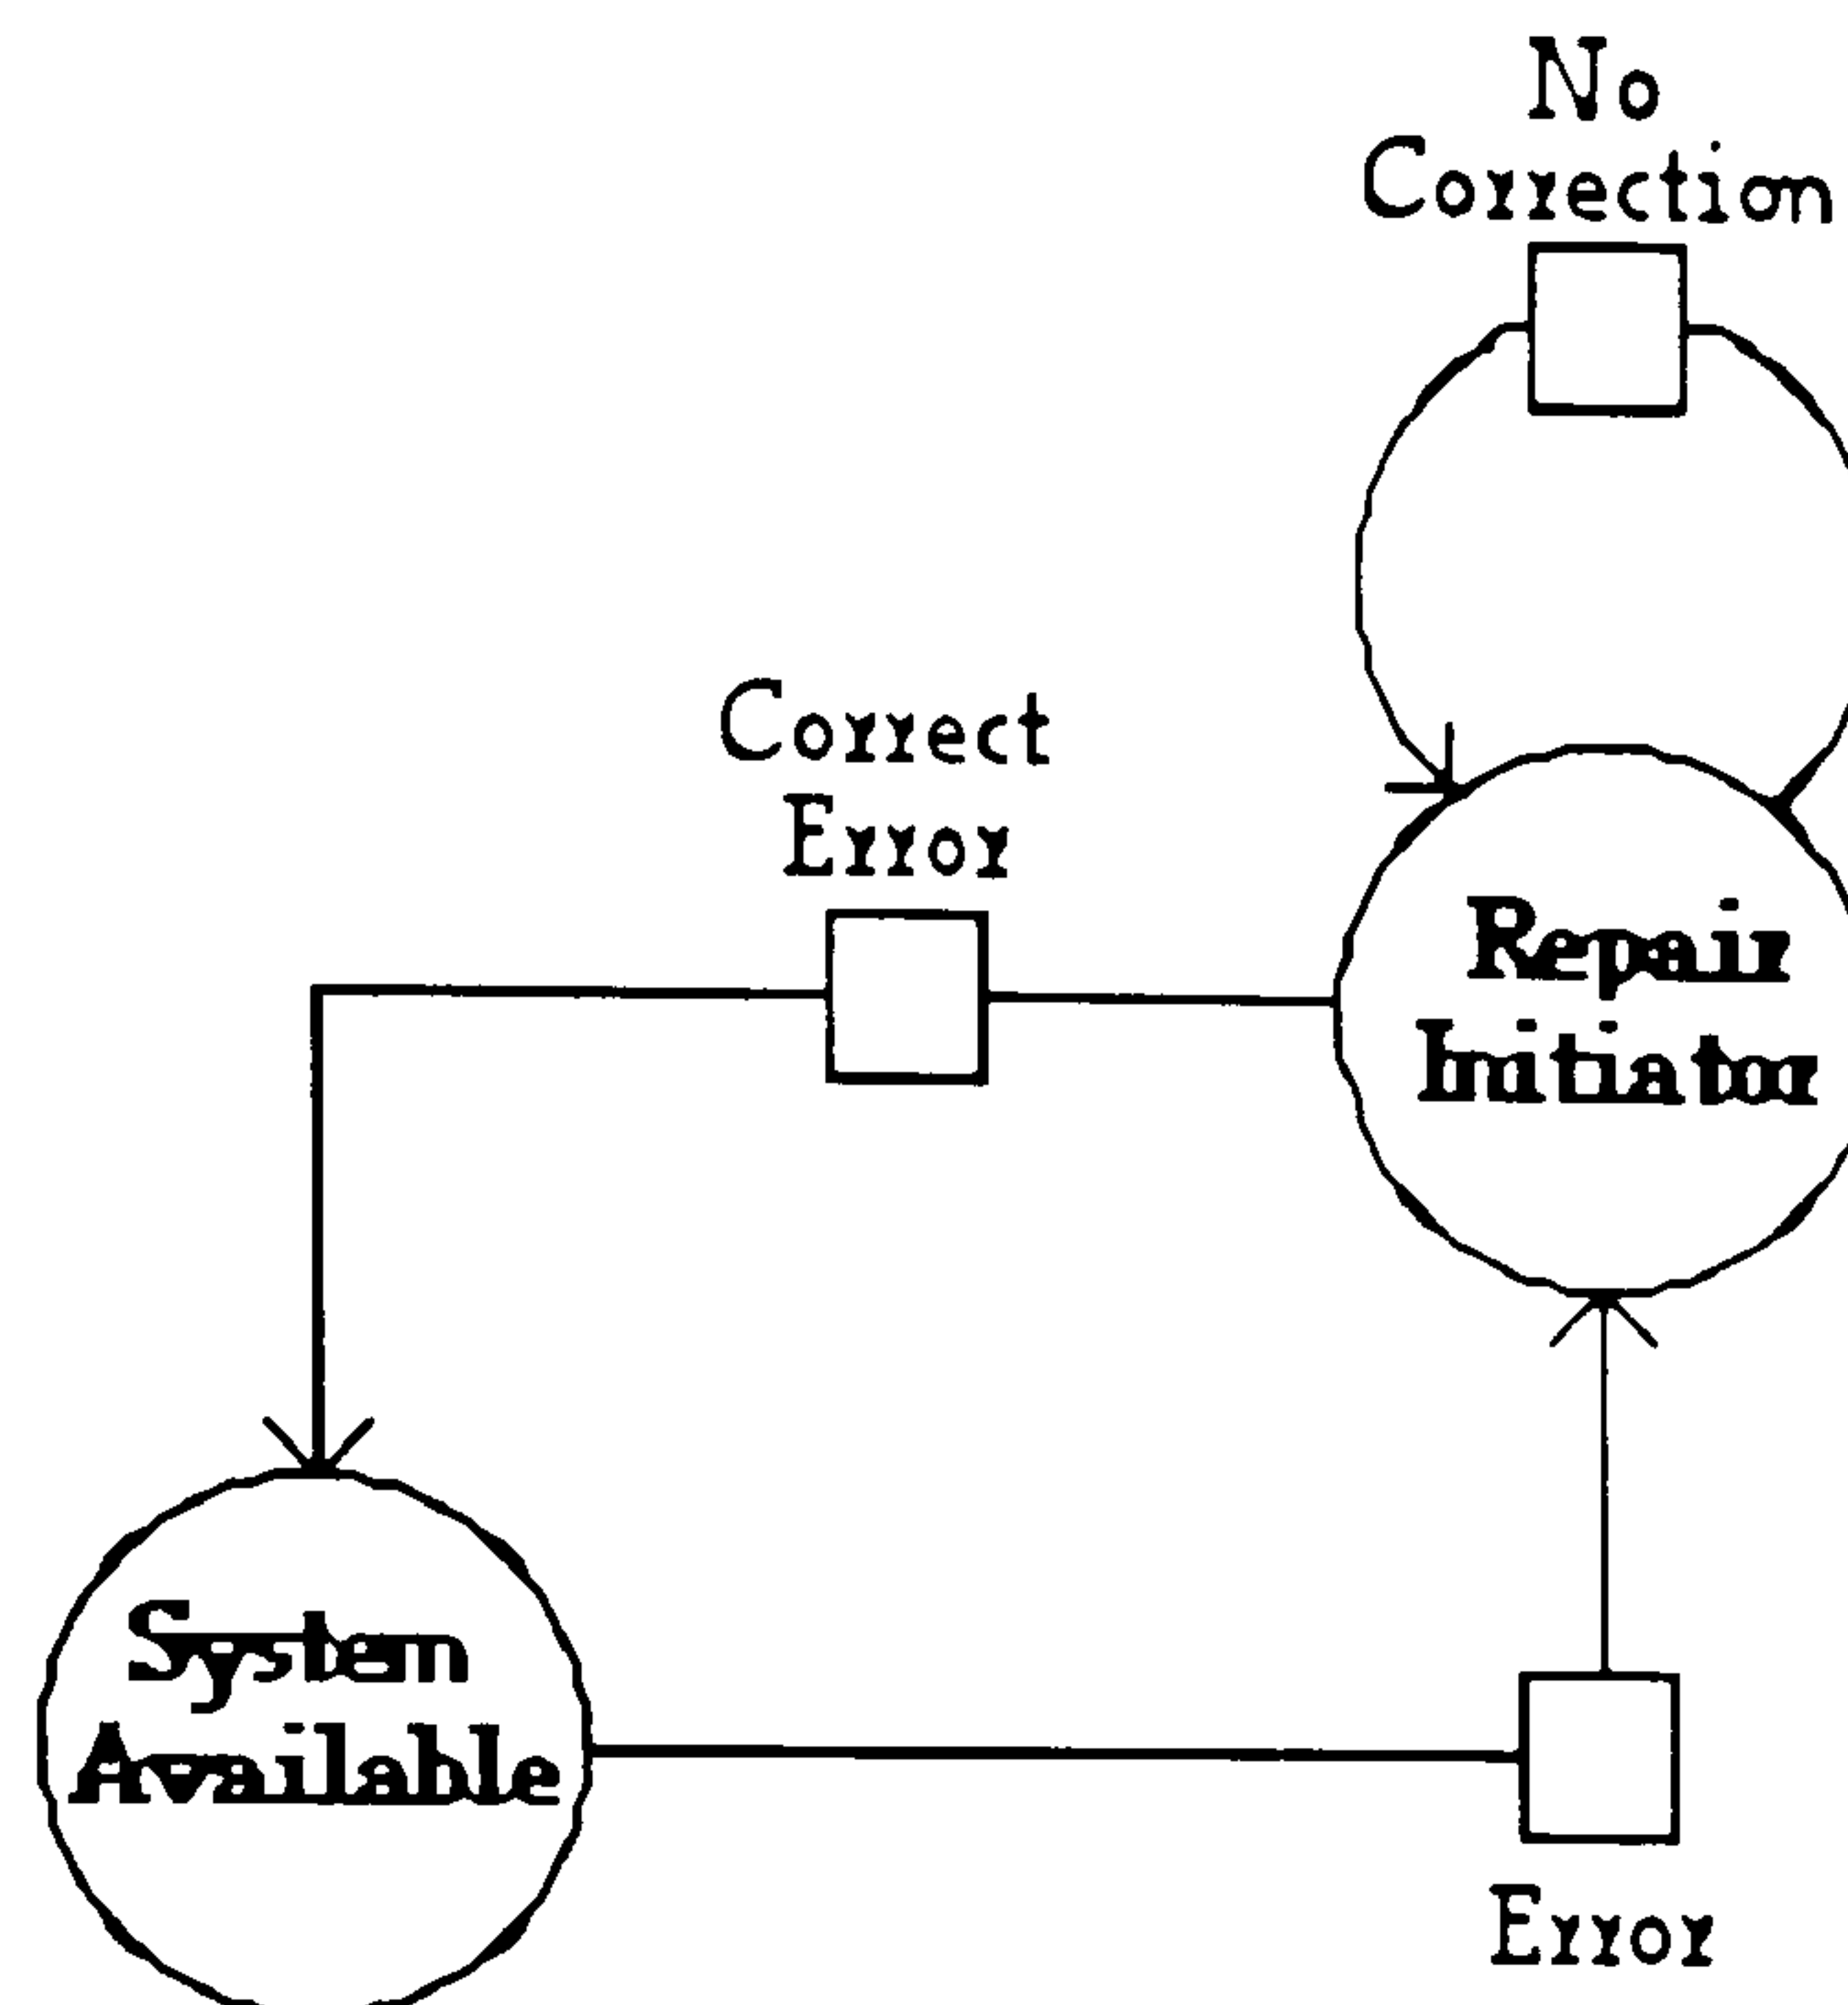 No
Correction
Correct
Error
Repair
Initiator
System
Available
Error